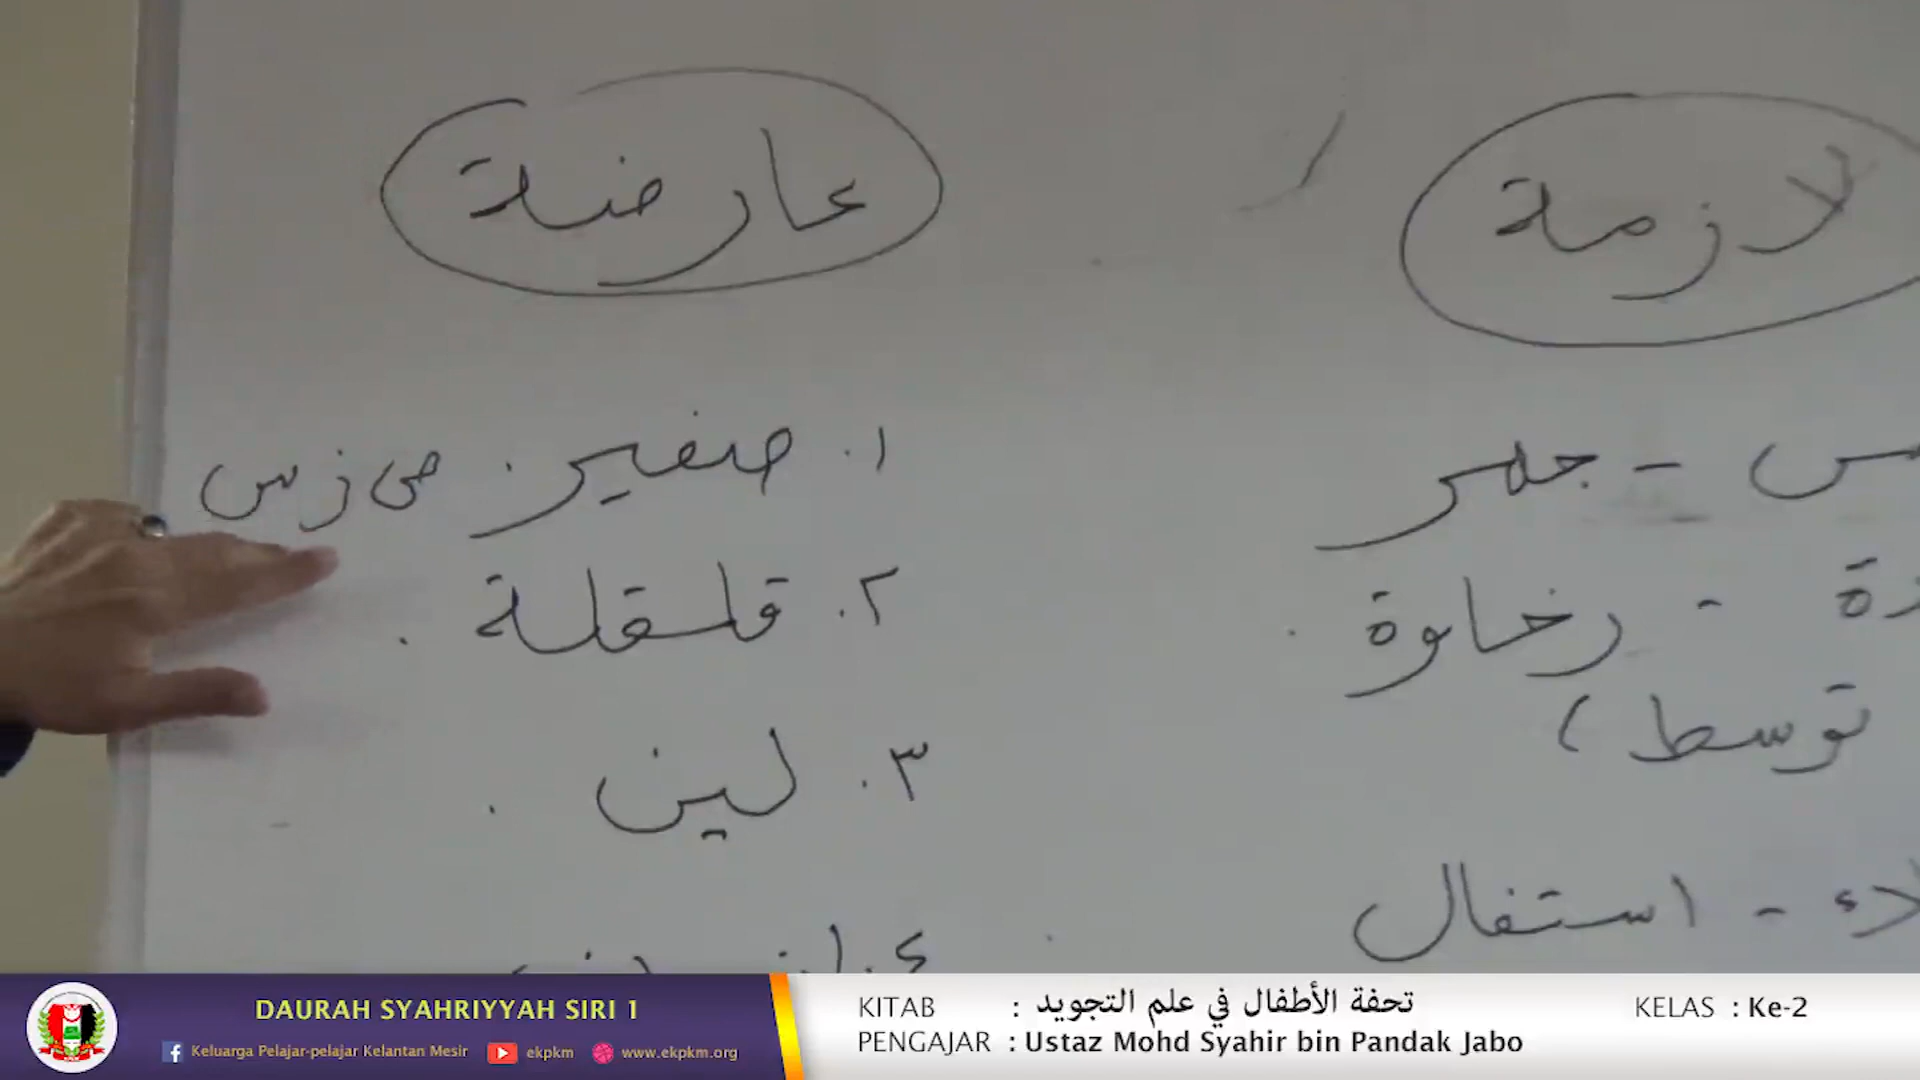 لازمة
عارضة
- جهر
- رخاوة
توسط)
- استفال
١. صفير. ص ز س
٢. قلقلة.
٣. لين.
٤.
DAURAH SYAHRIYYAH SIRI 1
Keluarga Pelajar-pelajar Kelantan Mesir ekpkm www.ekpkm.org
KITAB : تحفة الأطفال في علم التجويد
PENGAJAR : Ustaz Mohd Syahir bin Pandak Jabo
KELAS : Ke-2